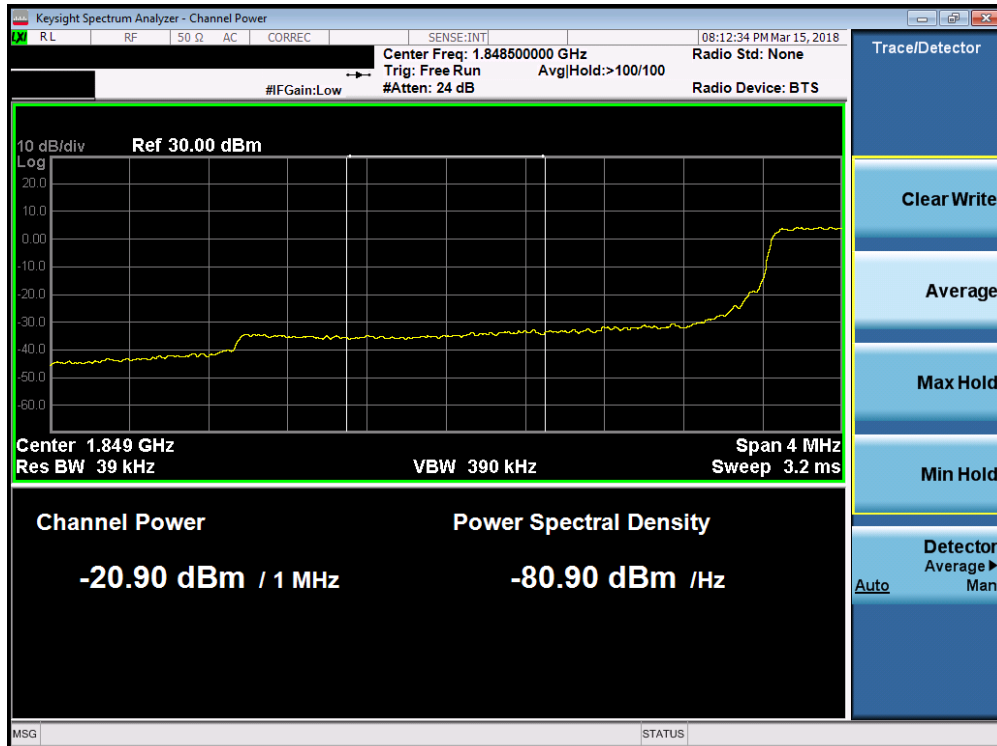 Keysight Spectrum Analyzer - Channel Power
LXI RL RF 50 Ω AC CORREC SENSE:INT 08:12:34 PM Mar 15, 2018
Center Freq: 1.848500000 GHz Radio Std: None
Trig: Free Run Avg|Hold:>100/100
#IFGain:Low #Atten: 24 dB Radio Device: BTS
10 dB/div Ref 30.00 dBm
Log
20.0
10.0
0.00
-10.0
-20.0
-30.0
-40.0
-50.0
-60.0
Center 1.849 GHz Span 4 MHz
Res BW 39 kHz VBW 390 kHz Sweep 3.2 ms
Channel Power Power Spectral Density
-20.90 dBm / 1 MHz -80.90 dBm /Hz
MSG STATUS
Trace/Detector
Clear Write
Average
Max Hold
Min Hold
Detector
Average
Auto Man